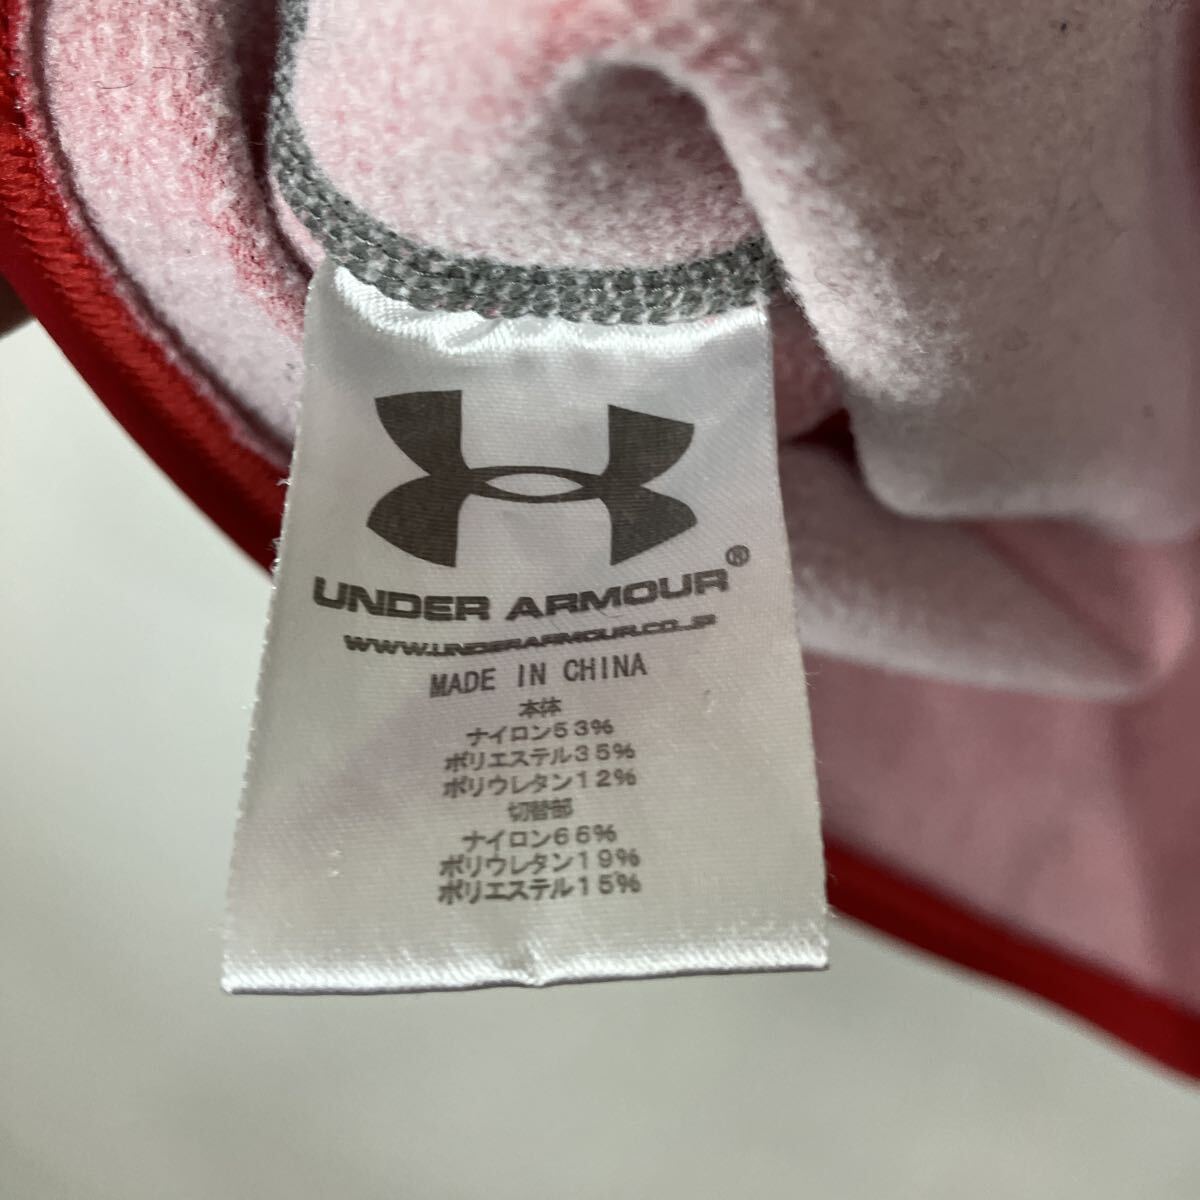 UNDER ARMOUR®
WWW.UNDERARMOUR.CO.JP
MADE IN CHINA
本体
ナイロン53%
ポリエステル35%
ポリウレタン12%
切替部
ナイロン66%
ポリウレタン19%
ポリエステル15%